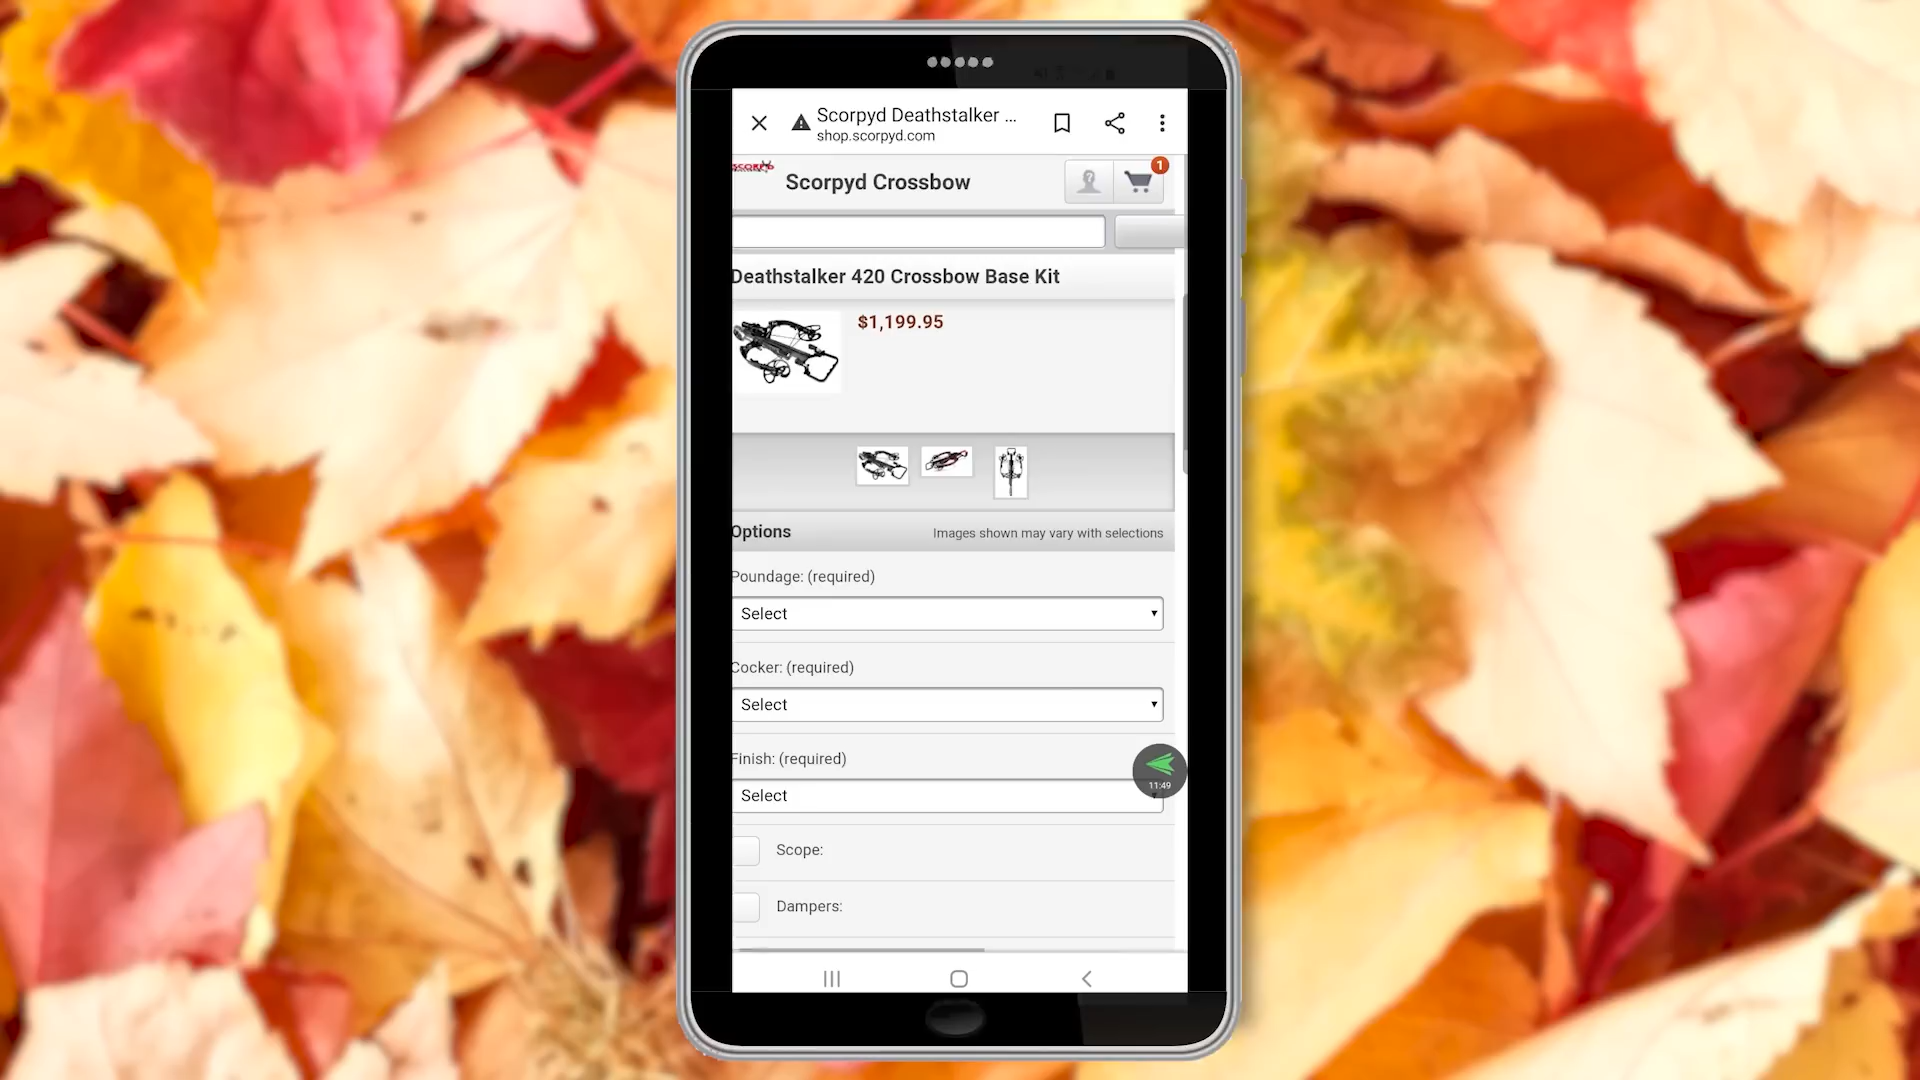 Scorpyd Deathstalker ...
shop.scorpyd.com
SCORPYD
Scorpyd Crossbow
1
Deathstalker 420 Crossbow Base Kit
$1,199.95
Options
Images shown may vary with selections
Poundage: (required)
Select
Cocker: (required)
Select
Finish: (required)
Select
11:49
Scope:
Dampers: